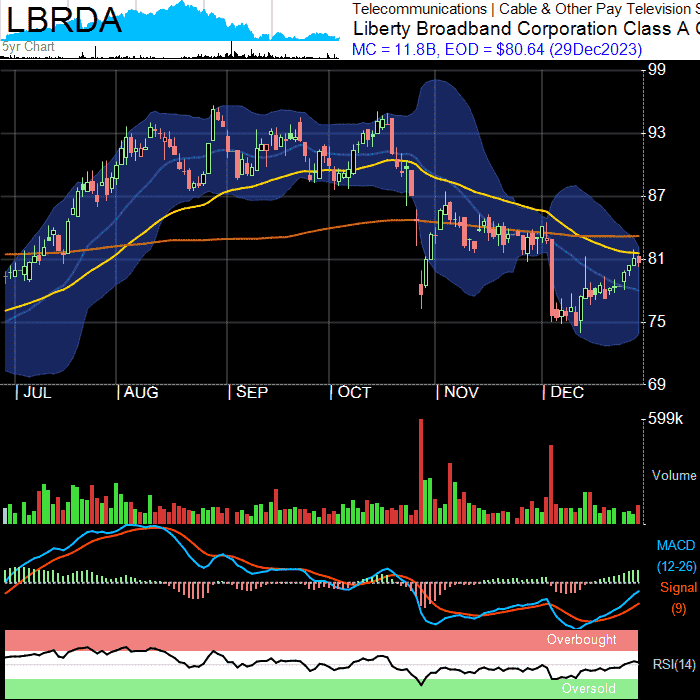 LBRDA
5yr Chart
Telecommunications | Cable & Other Pay Television S
Liberty Broadband Corporation Class A C
MC = 11.8B, EOD = $80.64 (29Dec2023)
99
93
87
81
75
69
JUL AUG SEP OCT NOV DEC
599k
Volume
MACD
(12-26)
Signal
(9)
Overbought
RSI(14)
Oversold